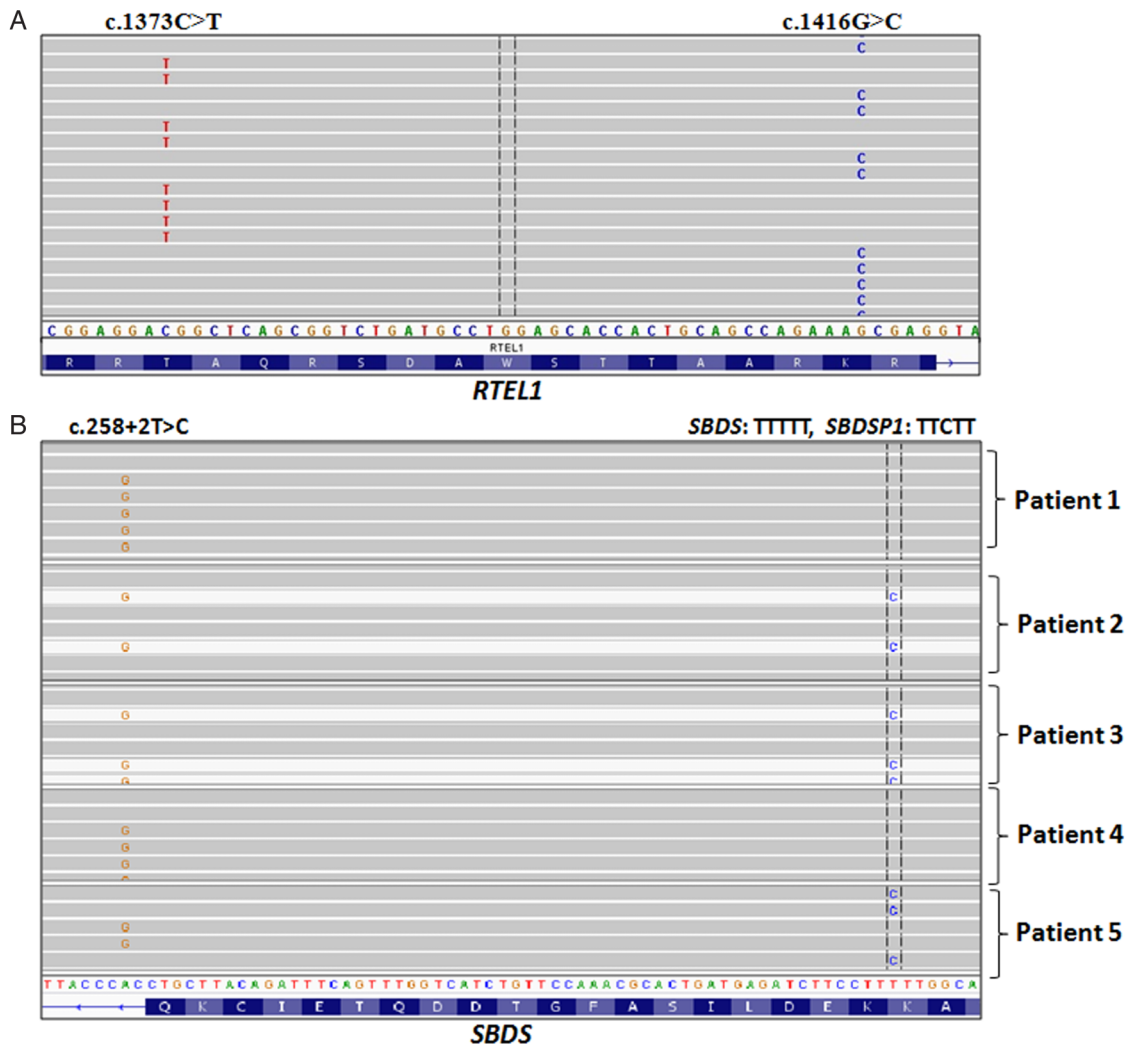 A
c.1373C>T
c.1416G>C
C
T
T
C
C
T
T
C
C
T
T
T
T
C
C
C
C
C
CGGAGGACGGCTCAGCGGTCTGATGCCTGGAGCACCACTGCAGCCAGAAAGCGAGGTA
RTEL1
R R T A Q R S D A W S T T A A R K R
RTEL1
B
c.258+2T>C
SBDS: TTTTT, SBDSP1: TTCTT
G
G
G
G
G
Patient 1
G C
G C
Patient 2
G C
G C
G C
Patient 3
G
G
G
G
Patient 4
C
C
G
G
C
Patient 5
TTACCCACCTGCTTACAGATTTCAGTTTGGTCATCTGTTCCAAACGCACTGATGAGATCTTCCTTTTTGGCA
Q K C I E T Q D D T G F A S I L D E K K A
SBDS